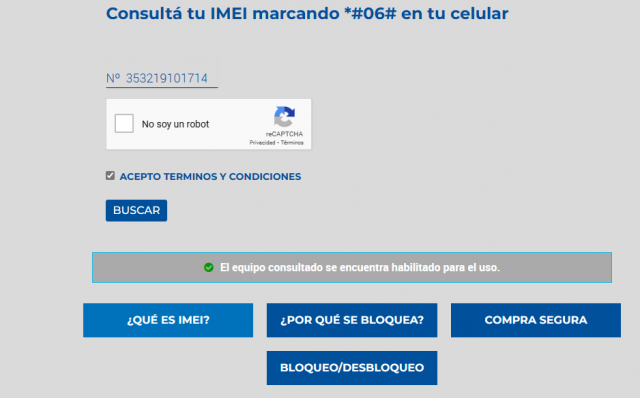 Consultá tu IMEI marcando *#06# en tu celular
Nº 353219101714
No soy un robot
reCAPTCHA
Privacidad - Términos
ACEPTO TERMINOS Y CONDICIONES
BUSCAR
El equipo consultado se encuentra habilitado para el uso.
¿QUÉ ES IMEI?
¿POR QUÉ SE BLOQUEA?
COMPRA SEGURA
BLOQUEO/DESBLOQUEO